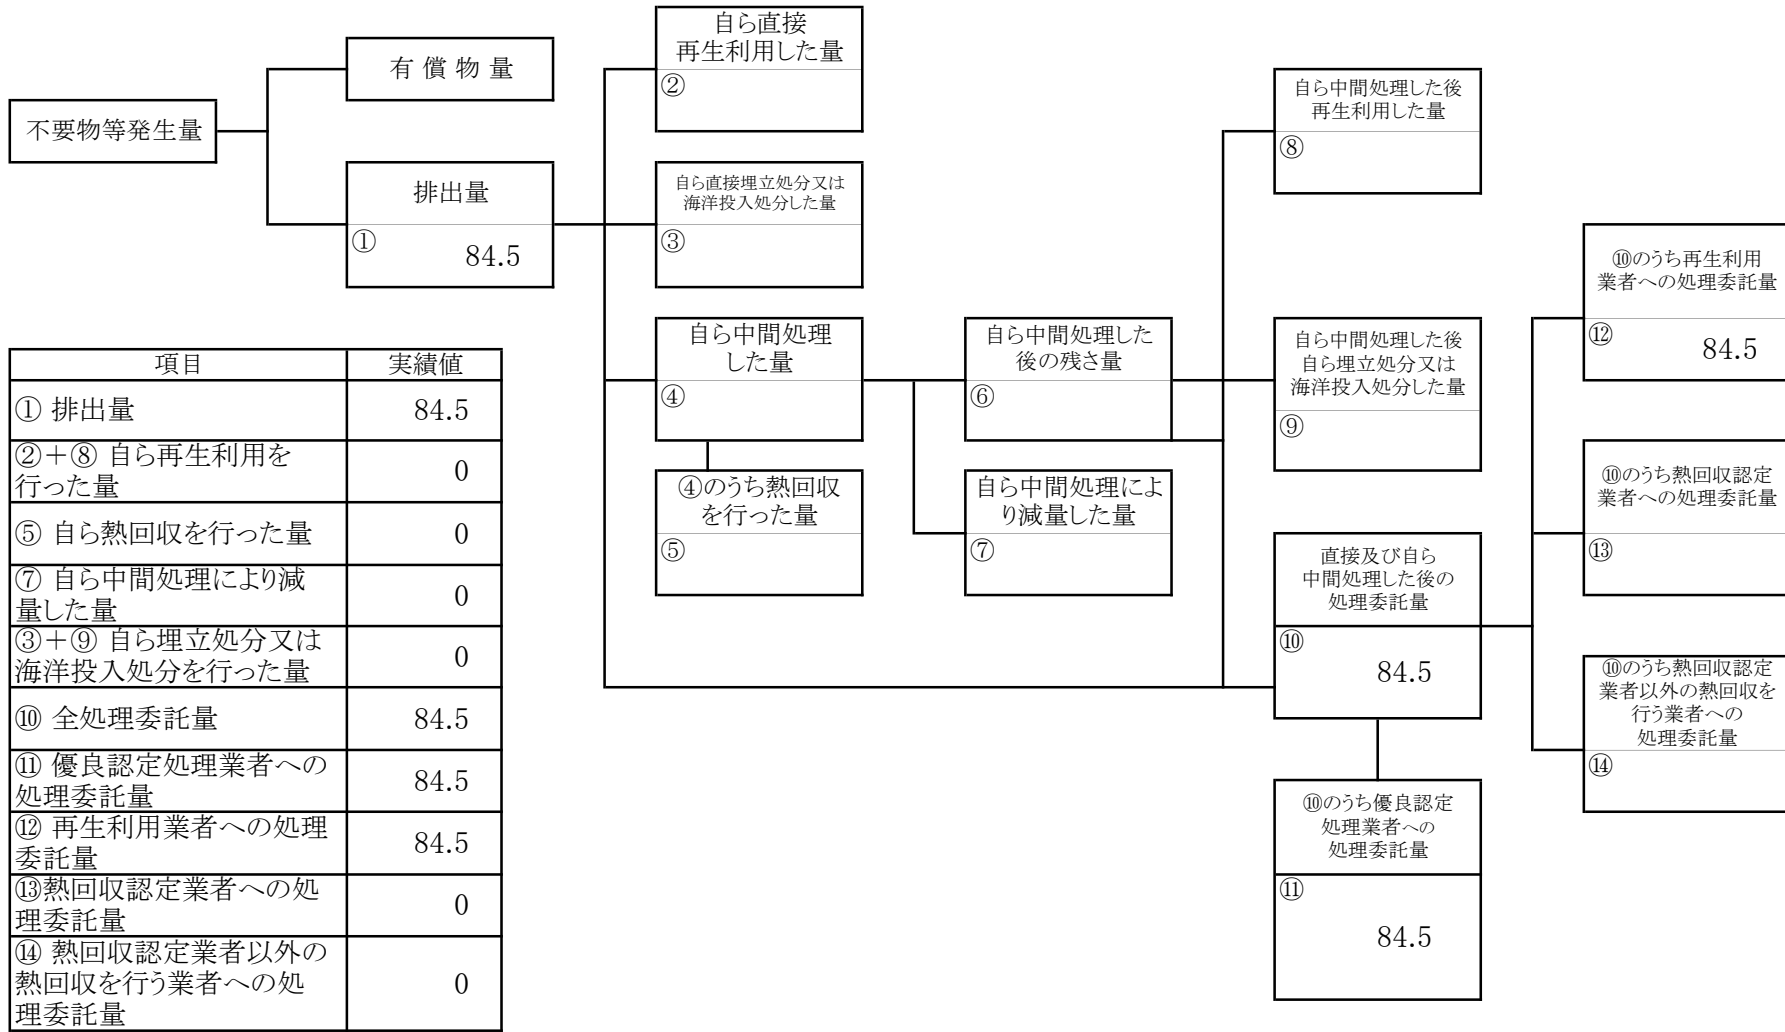 不要物等発生量
有 償 物 量
排出量
①
84.5
自ら直接
再生利用した量
②
自ら直接埋立処分又は
海洋投入処分した量
③
自ら中間処理
した量
④
④のうち熱回収
を行った量
⑤
自ら中間処理した
後の残さ量
⑥
自ら中間処理によ
り減量した量
⑦
自ら中間処理した後
再生利用した量
⑧
自ら中間処理した後
自ら埋立処分又は
海洋投入処分した量
⑨
直接及び自ら
中間処理した後の
処理委託量
⑩
84.5
⑩のうち優良認定
処理業者への
処理委託量
⑪
84.5
⑩のうち再生利用
業者への処理委託量
⑫
84.5
⑩のうち熱回収認定
業者への処理委託量
⑬
⑩のうち熱回収認定
業者以外の熱回収を
行う業者への
処理委託量
⑭
項目 実績値
① 排出量 84.5
②＋⑧ 自ら再生利用を
行った量 0
⑤ 自ら熱回収を行った量 0
⑦ 自ら中間処理により減
量した量 0
③＋⑨ 自ら埋立処分又は
海洋投入処分を行った量 0
⑩ 全処理委託量 84.5
⑪ 優良認定処理業者への
処理委託量 84.5
⑫ 再生利用業者への処理
委託量 84.5
⑬熱回収認定業者への処
理委託量 0
⑭ 熱回収認定業者以外の
熱回収を行う業者への処
理委託量 0